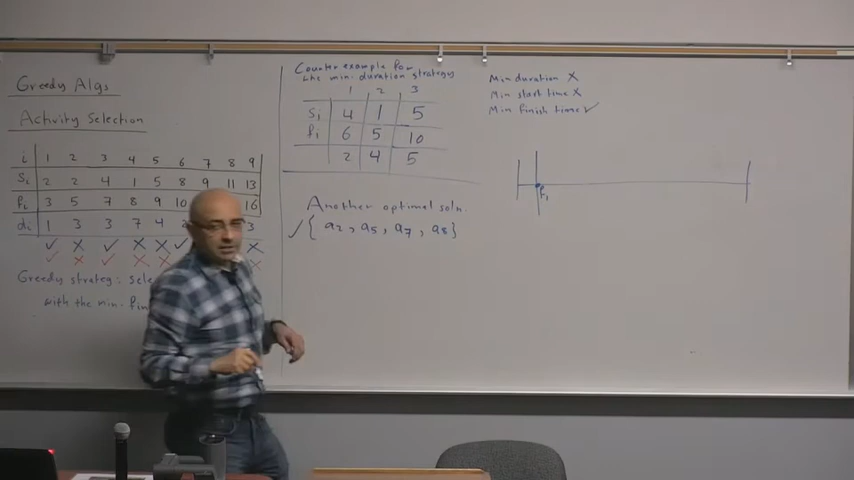 Greedy Algs
Activity Selection
i 1 2 3 4 5 6 7 8 9
Si 2 2 4 1 5 8 9 11 13
fi 3 5 7 8 9 10 16
di 1 3 3 7 4 3
✓ X ✓ X X ✓ X
✓ X ✓ X X
Greedy strategy: sele
with the min. fin
Counter example for
the min. duration strategy
1 2 3
Si 4 1 5
fi 6 5 10
2 4 5
Another optimal soln.
✓ { a2, a5, a7, a8 }
Min duration X
Min start time X
Min finish time ✓
f1